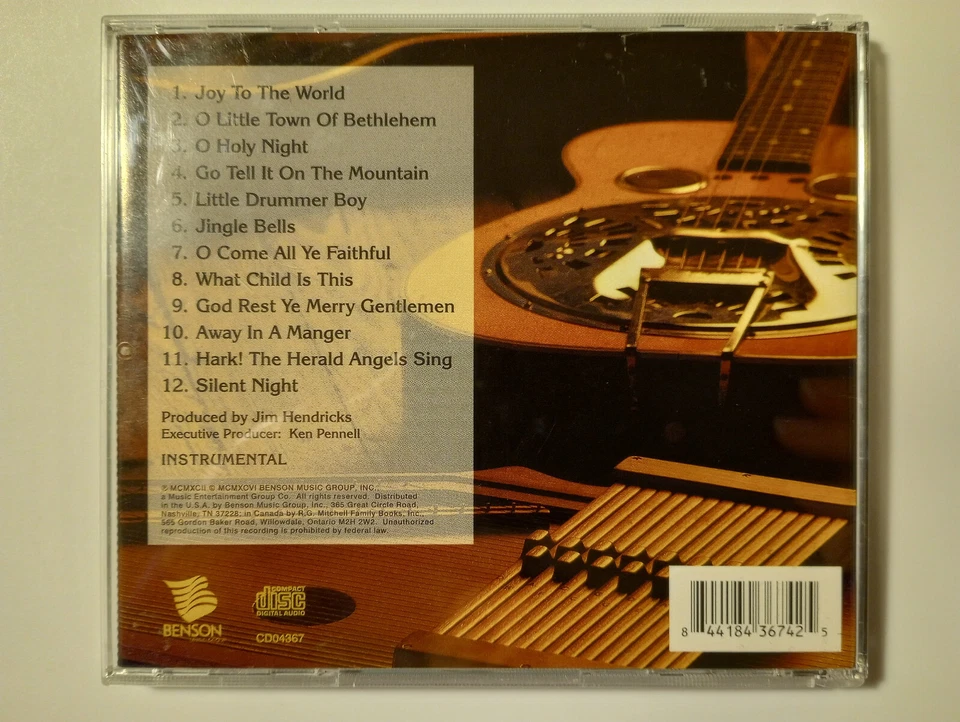 1. Joy To The World
2. O Little Town Of Bethlehem
3. O Holy Night
4. Go Tell It On The Mountain
5. Little Drummer Boy
6. Jingle Bells
7. O Come All Ye Faithful
8. What Child Is This
9. God Rest Ye Merry Gentlemen
10. Away In A Manger
11. Hark! The Herald Angels Sing
12. Silent Night
Produced by Jim Hendricks
Executive Producer: Ken Pennell
INSTRUMENTAL
℗ MCMXCII © MCMXCVI BENSON MUSIC GROUP, INC.,
a Music Entertainment Group Co. All rights reserved. Distributed
in the U.S.A. by Benson Music Group, Inc., 365 Great Circle Road,
Nashville, TN 37228; in Canada by R.G. Mitchell Family Books, Inc.,
565 Gordon Baker Road, Willowdale, Ontario M2H 2W2. Unauthorized
reproduction of this recording is prohibited by federal law.
BENSON
COMPACT
disc
DIGITAL AUDIO
CD04367
8 44184 36742 5